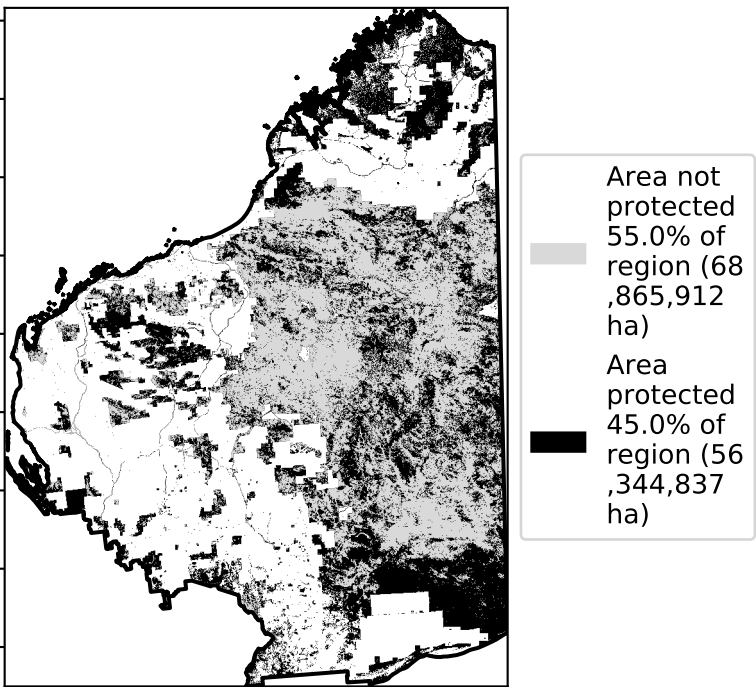 Area not
protected
55.0% of
region (68
,865,912
ha)
Area
protected
45.0% of
region (56
,344,837
ha)